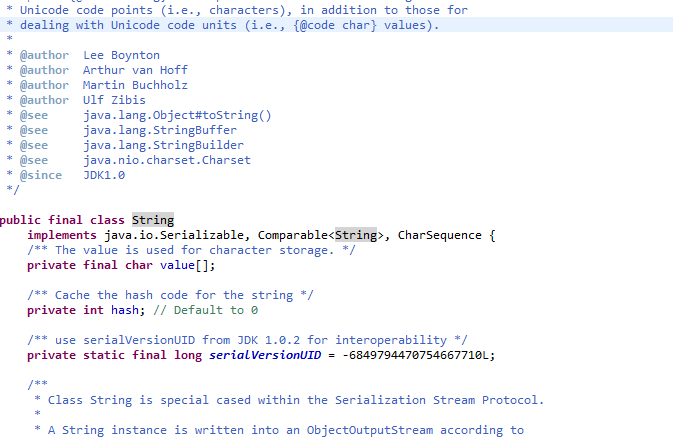 * Unicode code points (i.e., characters), in addition to those for
* dealing with Unicode code units (i.e., {@code char} values).
*
* @author  Lee Boynton
* @author  Arthur van Hoff
* @author  Martin Buchholz
* @author  Ulf Zibis
* @see     java.lang.Object#toString()
* @see     java.lang.StringBuffer
* @see     java.lang.StringBuilder
* @see     java.nio.charset.Charset
* @since   JDK1.0
*/
public final class String
    implements java.io.Serializable, Comparable<String>, CharSequence {
    /** The value is used for character storage. */
    private final char value[];
    /** Cache the hash code for the string */
    private int hash; // Default to 0
    /** use serialVersionUID from JDK 1.0.2 for interoperability */
    private static final long serialVersionUID = -6849794470754667710L;
    /**
     * Class String is special cased within the Serialization Stream Protocol.
     *
     * A String instance is written into an ObjectOutputStream according to